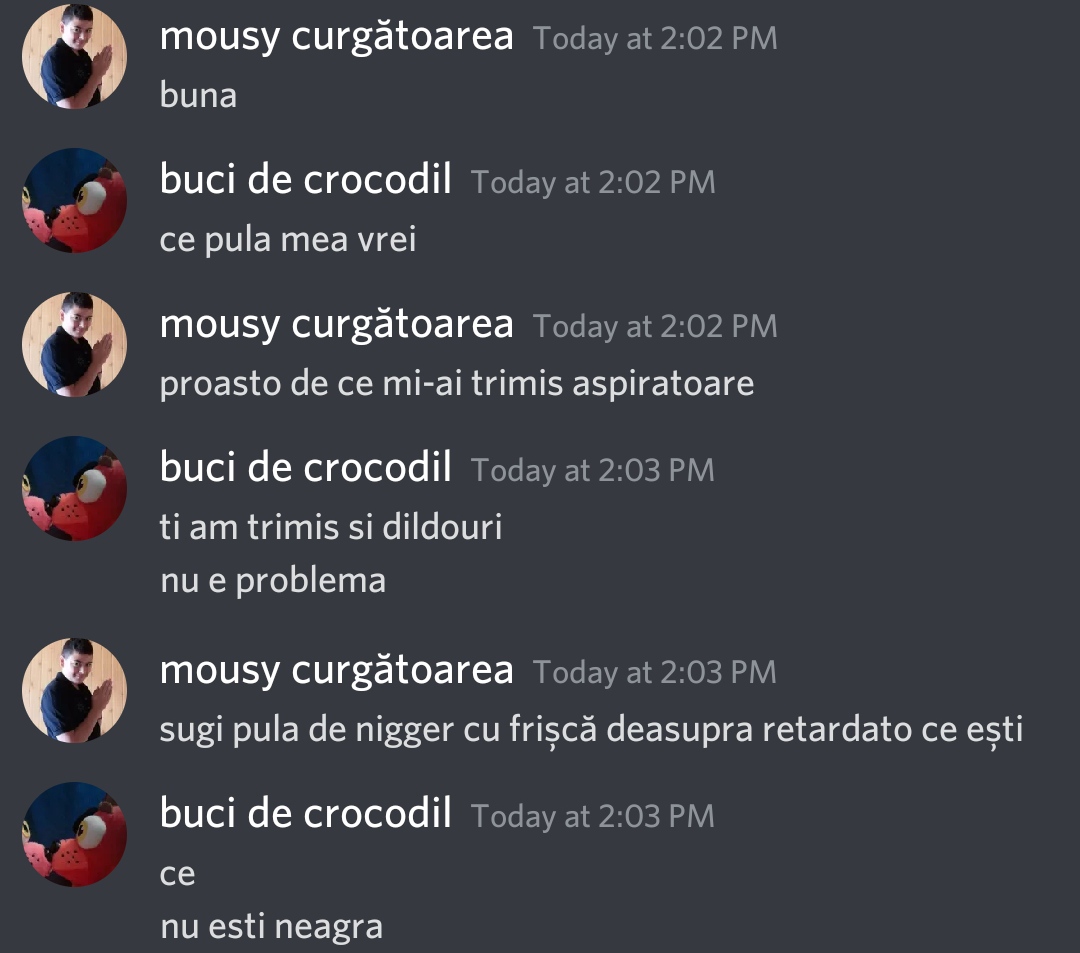 mousy curgătoarea Today at 2:02 PM
buna
buci de crocodil Today at 2:02 PM
ce pula mea vrei
mousy curgătoarea Today at 2:02 PM
proasto de ce mi-ai trimis aspiratoare
buci de crocodil Today at 2:03 PM
ti am trimis si dildouri
nu e problema
mousy curgătoarea Today at 2:03 PM
sugi pula de nigger cu frișcă deasupra retardato ce ești
buci de crocodil Today at 2:03 PM
ce
nu esti neagra